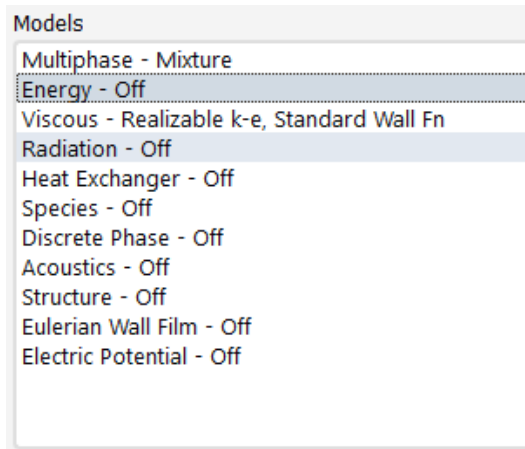 Models
Multiphase - Mixture
Energy - Off
Viscous - Realizable k-e, Standard Wall Fn
Radiation - Off
Heat Exchanger - Off
Species - Off
Discrete Phase - Off
Acoustics - Off
Structure - Off
Eulerian Wall Film - Off
Electric Potential - Off